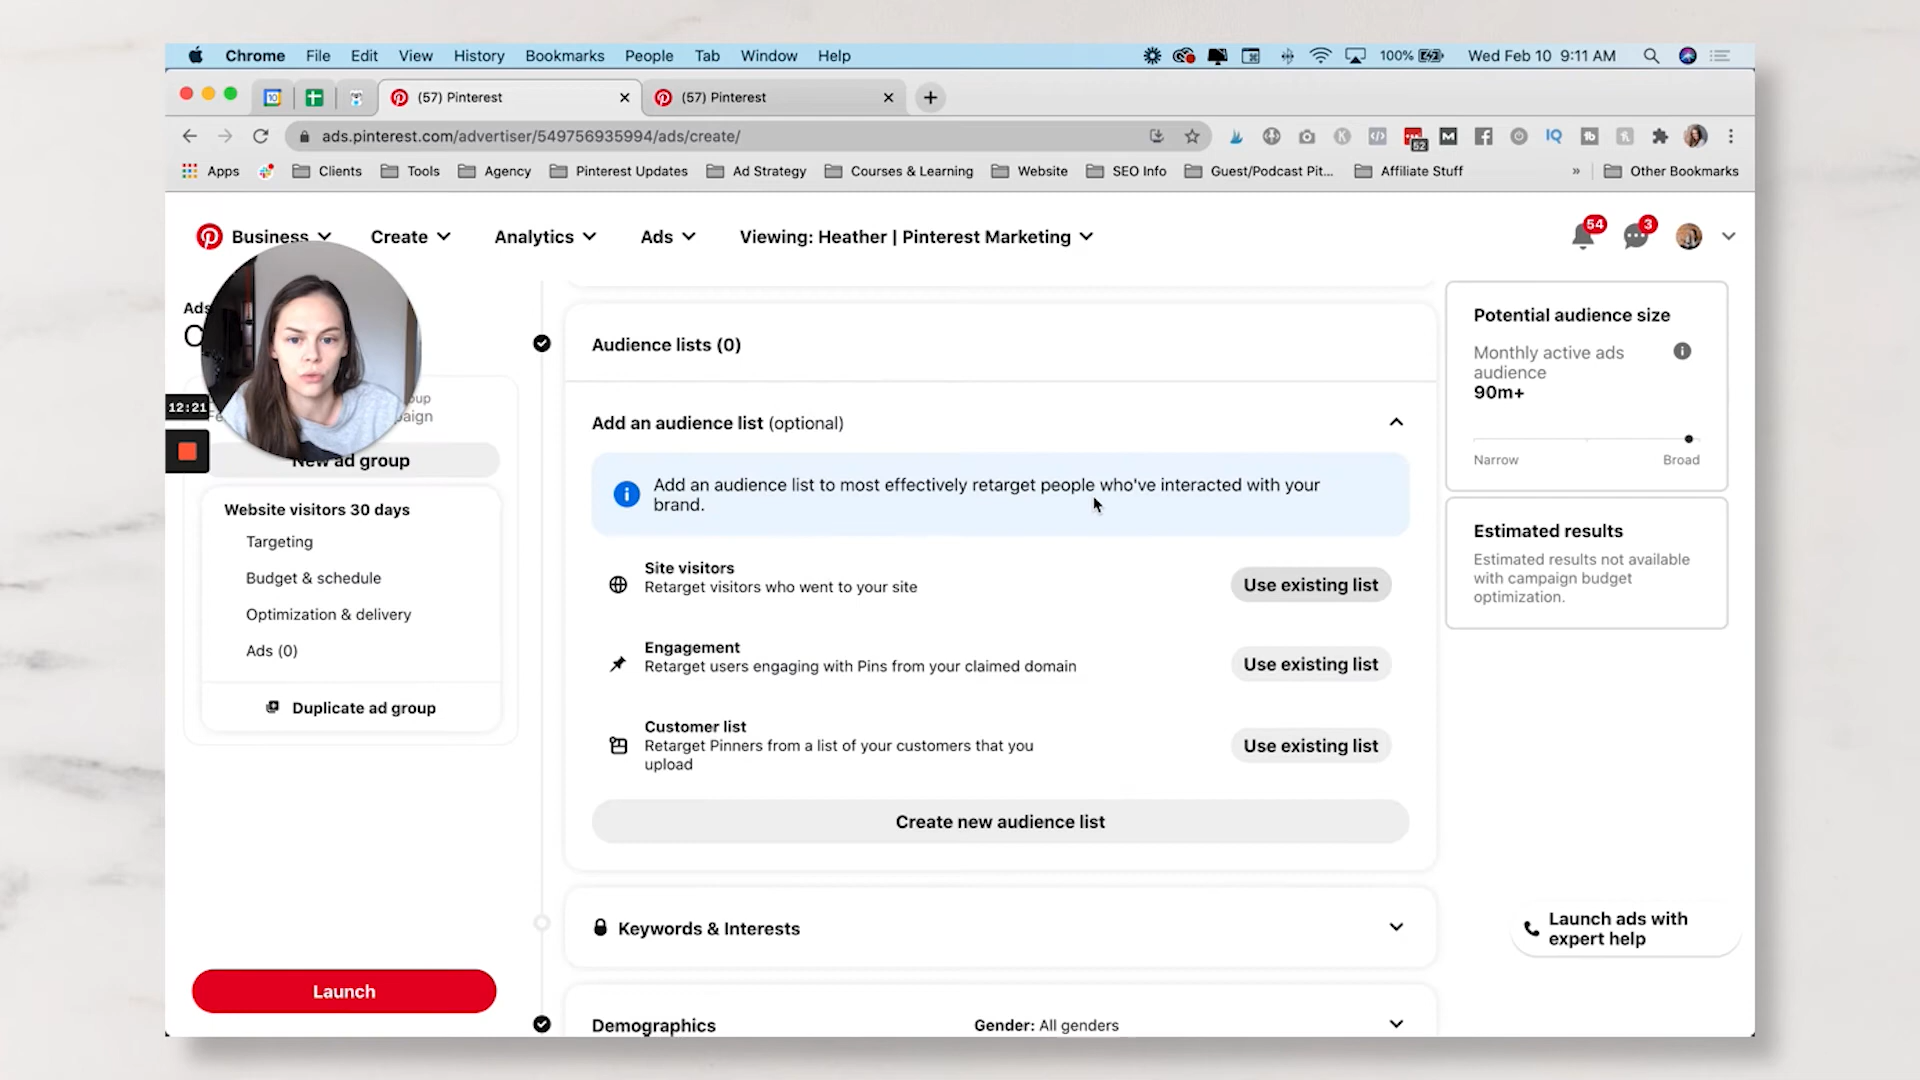 Chrome File Edit View History Bookmarks People Tab Window Help 100% Wed Feb 10 9:11 AM
(57) Pinterest
(57) Pinterest
ads.pinterest.com/advertiser/549756935994/ads/create/
52
Apps Clients Tools Agency Pinterest Updates Ad Strategy Courses & Learning Website SEO Info Guest/Podcast Pit... Affiliate Stuff » Other Bookmarks
Business Create Analytics Ads Viewing: Heather | Pinterest Marketing
54
3
Ads
12:21
New ad group
Website visitors 30 days
Targeting
Budget & schedule
Optimization & delivery
Ads (0)
Duplicate ad group
Launch
Audience lists (0)
Add an audience list (optional)
Add an audience list to most effectively retarget people who've interacted with your
brand.
Site visitors
Retarget visitors who went to your site
Use existing list
Engagement
Retarget users engaging with Pins from your claimed domain
Use existing list
Customer list
Retarget Pinners from a list of your customers that you
upload
Use existing list
Create new audience list
Keywords & Interests
Demographics
Gender: All genders
Potential audience size
Monthly active ads
audience
90m+
Narrow
Broad
Estimated results
Estimated results not available
with campaign budget
optimization.
Launch ads with
expert help